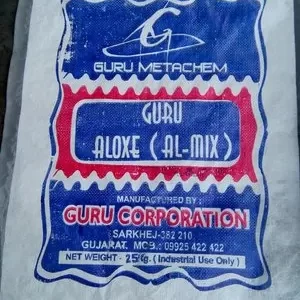 G
GURU METACHEM
GURU
ALOXE ( AL-MIX )
MANUFACTURED BY :
GURU CORPORATION
SARKHEJ-382 210
GUJARAT. MOB.: 09925 422 422
NET WEIGHT - 25 Kg. ( Industrial Use Only )